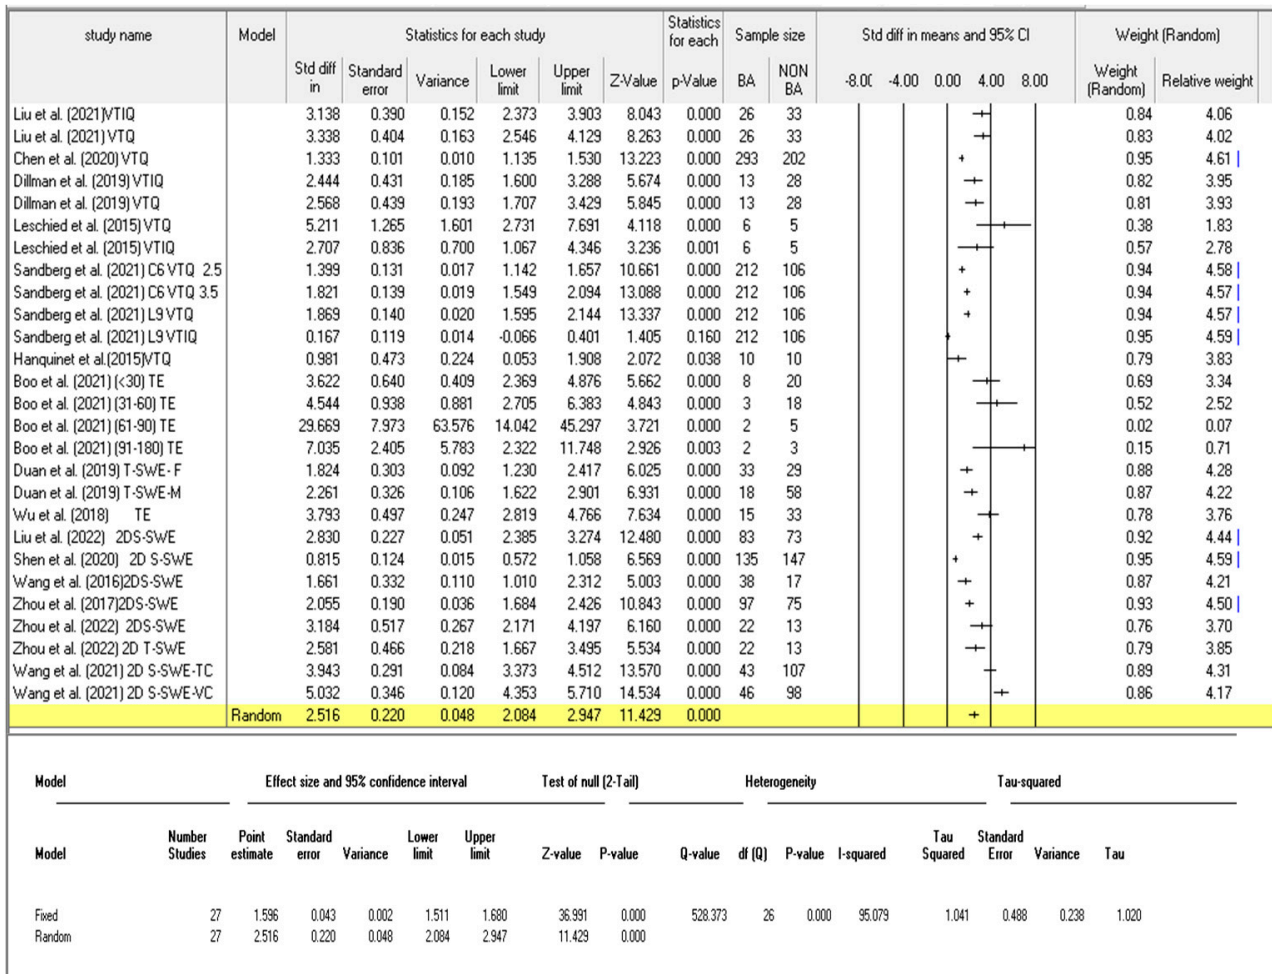 study name Model Statistics for each study Statistics for each Sample size Std diff in means and 95% CI Weight (Random)
Std diff in Standard error Variance Lower limit Upper limit Z-Value p-Value BA NON BA -8.00 -4.00 0.00 4.00 8.00 Weight (Random) Relative weight
Liu et al. (2021)VTIQ 3.138 0.390 0.152 2.373 3.903 8.043 0.000 26 33 0.84 4.06
Liu et al. (2021) VTQ 3.338 0.404 0.163 2.546 4.129 8.263 0.000 26 33 0.83 4.02
Chen et al. (2020) VTQ 1.333 0.101 0.010 1.135 1.530 13.223 0.000 293 202 0.95 4.61
Dillman et al. (2019) VTIQ 2.444 0.431 0.185 1.600 3.288 5.674 0.000 13 28 0.82 3.95
Dillman et al. (2019) VTQ 2.568 0.439 0.193 1.707 3.429 5.845 0.000 13 28 0.81 3.93
Leschied et al. (2015) VTQ 5.211 1.265 1.601 2.731 7.691 4.118 0.000 6 5 0.38 1.83
Leschied et al. (2015) VTIQ 2.707 0.836 0.700 1.067 4.346 3.236 0.001 6 5 0.57 2.78
Sandberg et al. (2021) C6 VTQ 2.5 1.399 0.131 0.017 1.142 1.657 10.661 0.000 212 106 0.94 4.58
Sandberg et al. (2021) C6 VTQ 3.5 1.821 0.139 0.019 1.549 2.094 13.088 0.000 212 106 0.94 4.57
Sandberg et al. (2021) L9 VTQ 1.869 0.140 0.020 1.595 2.144 13.337 0.000 212 106 0.94 4.57
Sandberg et al. (2021) L9 VTIQ 0.167 0.119 0.014 -0.066 0.401 1.405 0.160 212 106 0.95 4.59
Hanquinet et al.(2015)VTQ 0.981 0.473 0.224 0.053 1.908 2.072 0.038 10 10 0.79 3.83
Boo et al. (2021) (<30) TE 3.622 0.640 0.409 2.369 4.876 5.662 0.000 8 20 0.69 3.34
Boo et al. (2021) (31-60) TE 4.544 0.938 0.881 2.705 6.383 4.843 0.000 3 18 0.52 2.52
Boo et al. (2021) (61-90) TE 29.669 7.973 63.576 14.042 45.297 3.721 0.000 2 5 0.02 0.07
Boo et al. (2021) (91-180) TE 7.035 2.405 5.783 2.322 11.748 2.926 0.003 2 3 0.15 0.71
Duan et al. (2019) T-SWE- F 1.824 0.303 0.092 1.230 2.417 6.025 0.000 33 29 0.88 4.28
Duan et al. (2019) T-SWE-M 2.261 0.326 0.106 1.622 2.901 6.931 0.000 18 58 0.87 4.22
Wu et al. (2018) TE 3.793 0.497 0.247 2.819 4.766 7.634 0.000 15 33 0.78 3.76
Liu et al. (2022) 2DS-SWE 2.830 0.227 0.051 2.385 3.274 12.480 0.000 83 73 0.92 4.44
Shen et al. (2020) 2D S-SWE 0.815 0.124 0.015 0.572 1.058 6.569 0.000 135 147 0.95 4.59
Wang et al. (2016)2DS-SWE 1.661 0.332 0.110 1.010 2.312 5.003 0.000 38 17 0.87 4.21
Zhou et al. (2017)2DS-SWE 2.055 0.190 0.036 1.684 2.426 10.843 0.000 97 75 0.93 4.50
Zhou et al. (2022) 2DS-SWE 3.184 0.517 0.267 2.171 4.197 6.160 0.000 22 13 0.76 3.70
Zhou et al. (2022) 2D T-SWE 2.581 0.466 0.218 1.667 3.495 5.534 0.000 22 13 0.79 3.85
Wang et al. (2021) 2D S-SWE-TC 3.943 0.291 0.084 3.373 4.512 13.570 0.000 43 107 0.89 4.31
Wang et al. (2021) 2D S-SWE-VC 5.032 0.346 0.120 4.353 5.710 14.534 0.000 46 98 0.86 4.17
Random 2.516 0.220 0.048 2.084 2.947 11.429 0.000
Model Effect size and 95% confidence interval Test of null (2-Tail) Heterogeneity Tau-squared
Model Number Studies Point estimate Standard error Variance Lower limit Upper limit Z-value P-value Q-value df (Q) P-value I-squared Tau Squared Standard Error Variance Tau
Fixed 27 1.596 0.043 0.002 1.511 1.680 36.991 0.000 528.373 26 0.000 95.079 1.041 0.488 0.238 1.020
Random 27 2.516 0.220 0.048 2.084 2.947 11.429 0.000